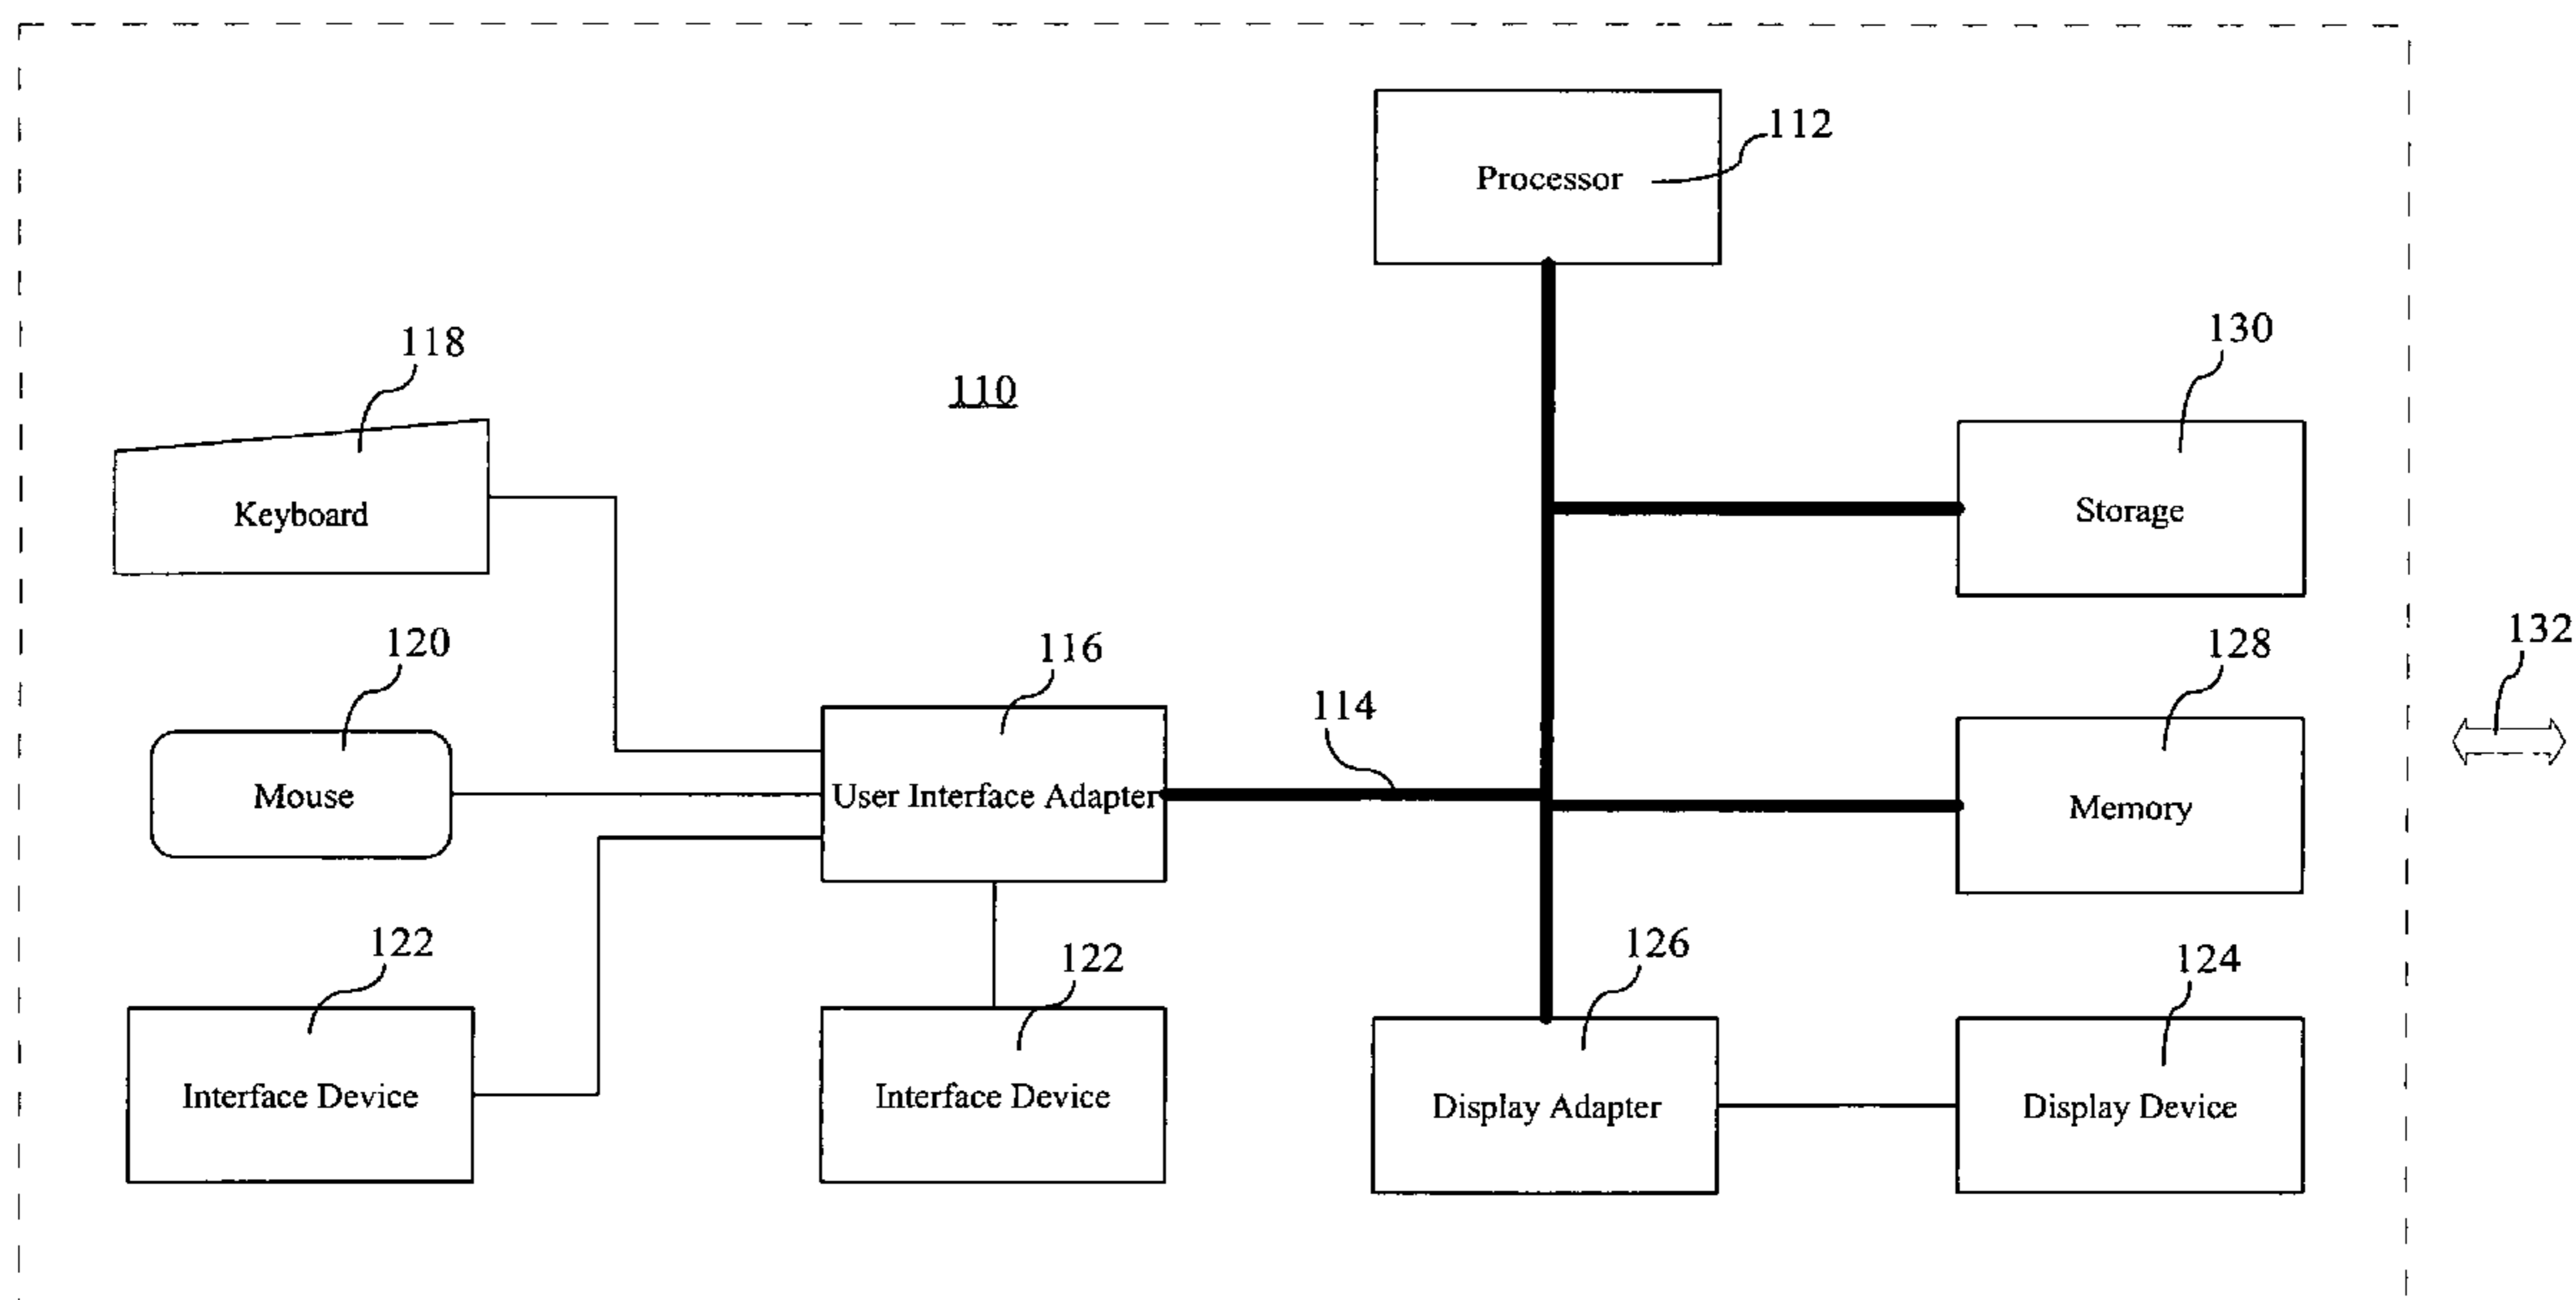 112
Processor
130
118
110
Storage
Keyboard
132
120
128
116
114
Mouse
User Interface Adapter
Memory
122
122
126
124
Interface Device
Interface Device
Display Adapter
Display Device